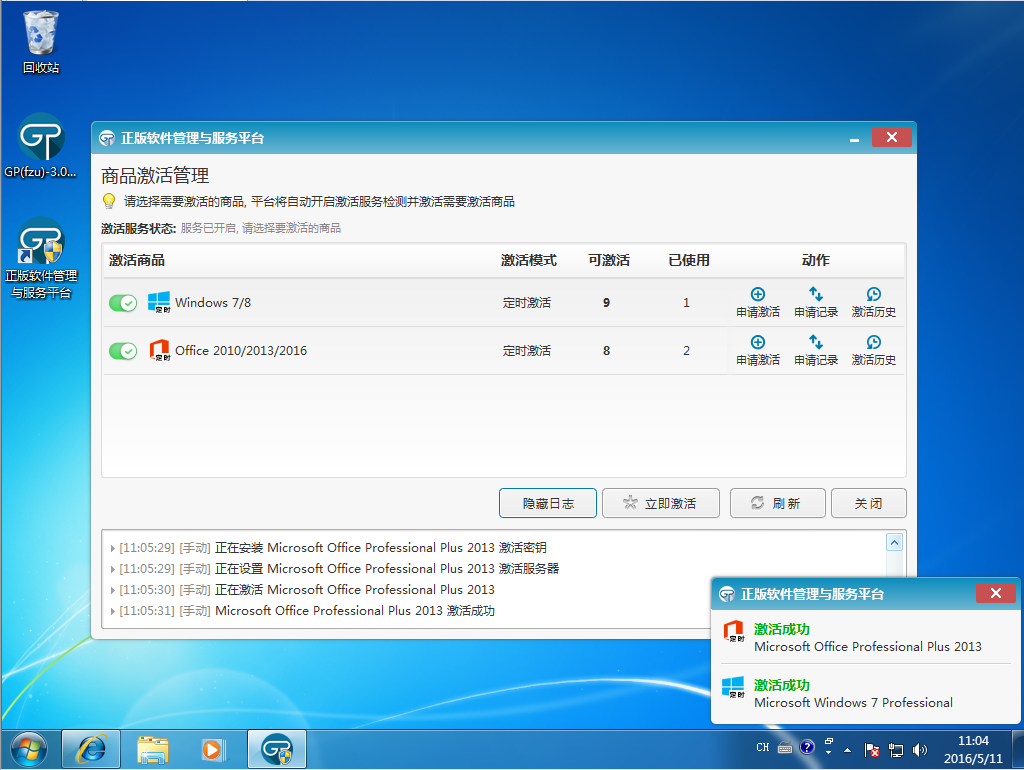 回收站
GP(fzu)-3.0...
正版软件管理
与服务平台
正版软件管理与服务平台
商品激活管理
请选择需要激活的商品, 平台将自动开启激活服务检测并激活需要激活商品
激活服务状态: 服务已开启, 请选择要激活的商品
激活商品 激活模式 可激活 已使用 动作
定时 Windows 7/8 定时激活 9 1 申请激活 申请记录 激活历史
定时 Office 2010/2013/2016 定时激活 8 2 申请激活 申请记录 激活历史
隐藏日志 立即激活 刷 新 关 闭
[11:05:29] [手动] 正在安装 Microsoft Office Professional Plus 2013 激活密钥
[11:05:29] [手动] 正在设置 Microsoft Office Professional Plus 2013 激活服务器
[11:05:30] [手动] 正在激活 Microsoft Office Professional Plus 2013
[11:05:31] [手动] Microsoft Office Professional Plus 2013 激活成功
正版软件管理与服务平台
定时 激活成功
Microsoft Office Professional Plus 2013
定时 激活成功
Microsoft Windows 7 Professional
CH
11:04
2016/5/11